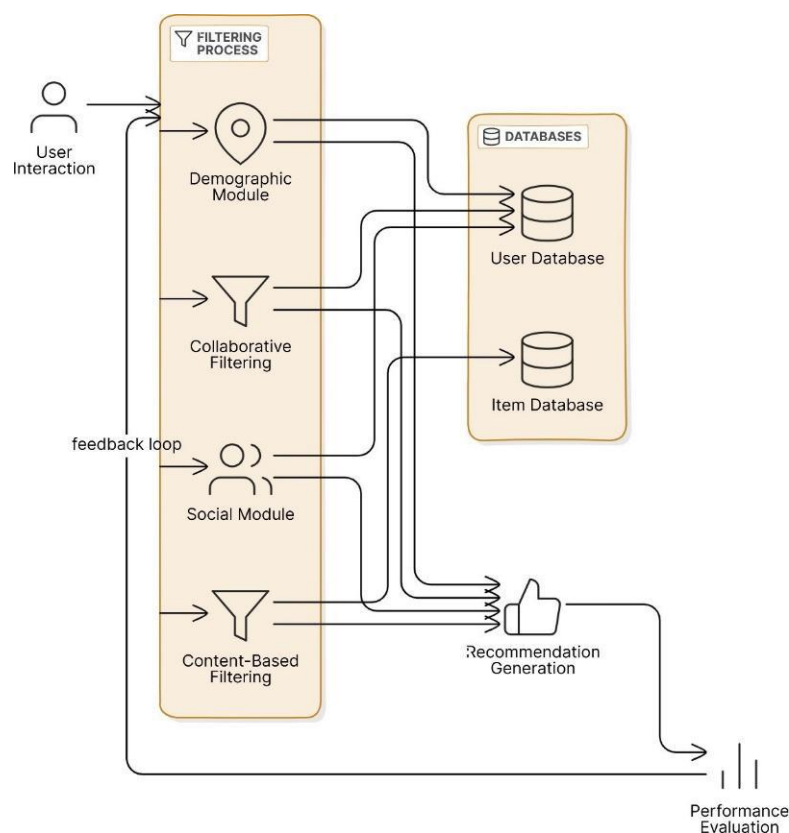 FILTERING
PROCESS
User
Interaction
Demographic
Module
DATABASES
User Database
Collaborative
Filtering
Item Database
feedback loop
Social Module
Content-Based
Filtering
Recommendation
Generation
Performance
Evaluation